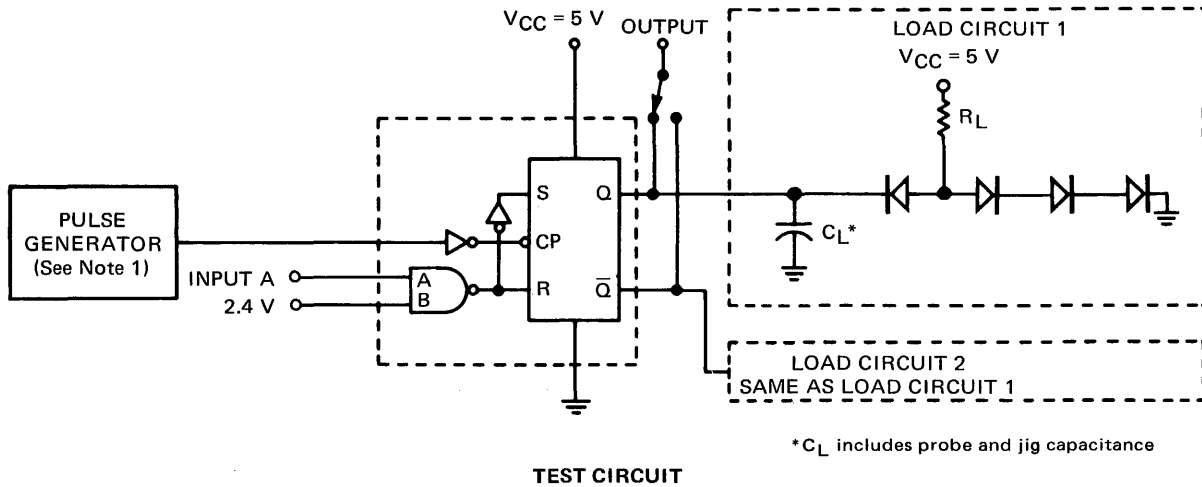 VCC = 5 V
OUTPUT
LOAD CIRCUIT 1
VCC = 5 V
RL
PULSE
GENERATOR
(See Note 1)
S
Q
CP
CL*
INPUT A
A
B
R
Q̅
2.4 V
LOAD CIRCUIT 2
SAME AS LOAD CIRCUIT 1
*CL includes probe and jig capacitance
TEST CIRCUIT